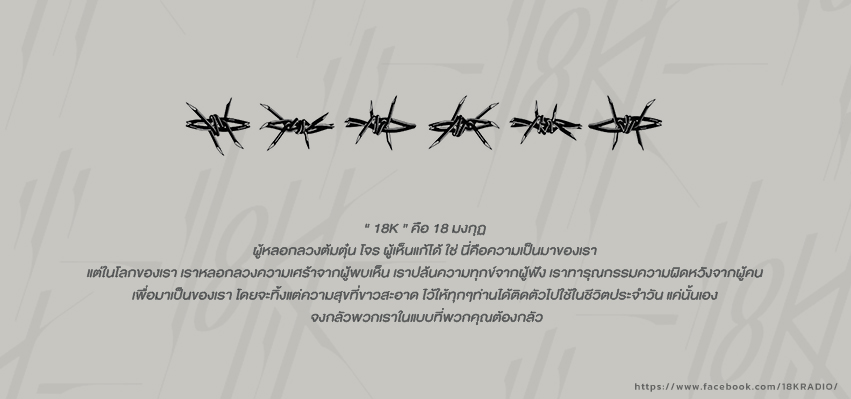 " 18K " คือ 18 มงกุฎ
ผู้หลอกลวงต้มตุ๋น โจร ผู้เห็นแก้ได้ ใช่ นี่คือความเป็นมาของเรา
แต่ในโลกของเรา เราหลอกลวงความเศร้าจากผู้พบเห็น เราปล้นความทุกข์จากผู้ฟัง เราทารุณกรรมความผิดหวังจากผู้คน
เพื่อมาเป็นของเรา โดยจะทิ้งแต่ความสุขที่ขาวสะอาด ไว้ให้ทุกๆท่านได้ติดตัวไปใช้ในชีวิตประจำวัน แค่นั้นเอง
จงกลัวพวกเราในแบบที่พวกคุณต้องกลัว
https://www.facebook.com/18KRADIO/